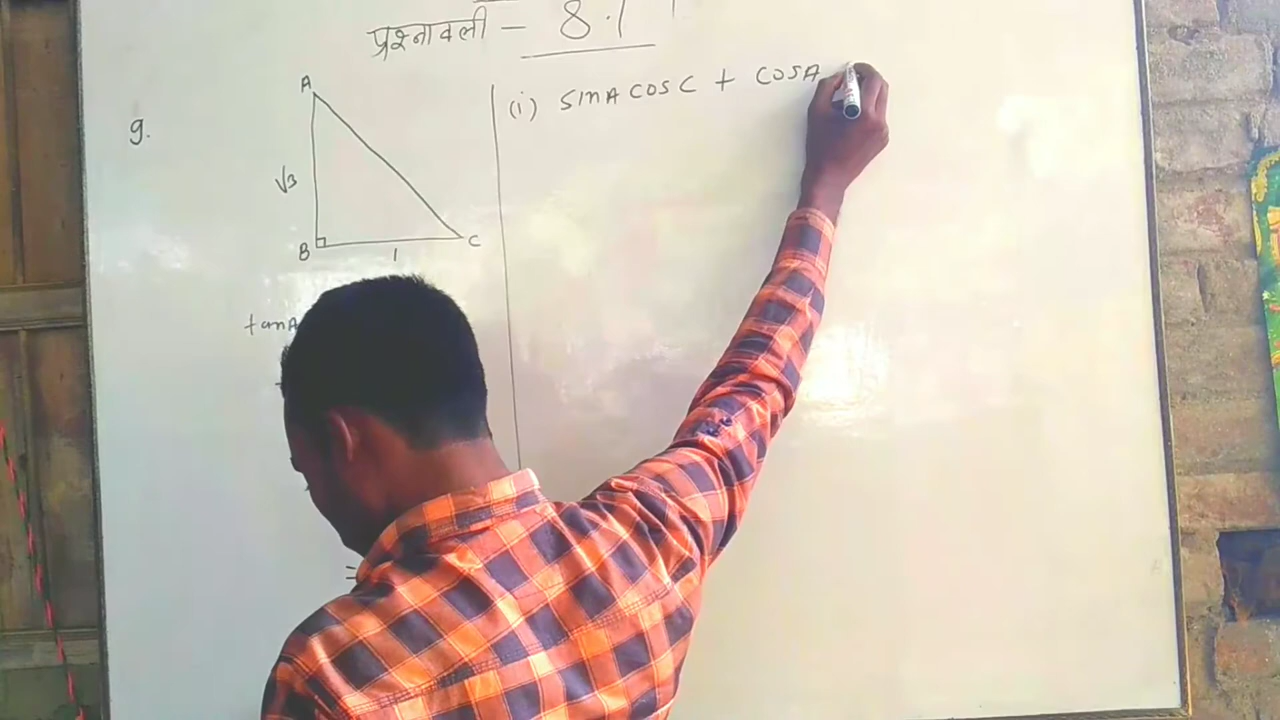 प्रश्नावली - 8.1
9.
A
√3
B
1
C
tanA
(i) sinA cosC + cosA
=